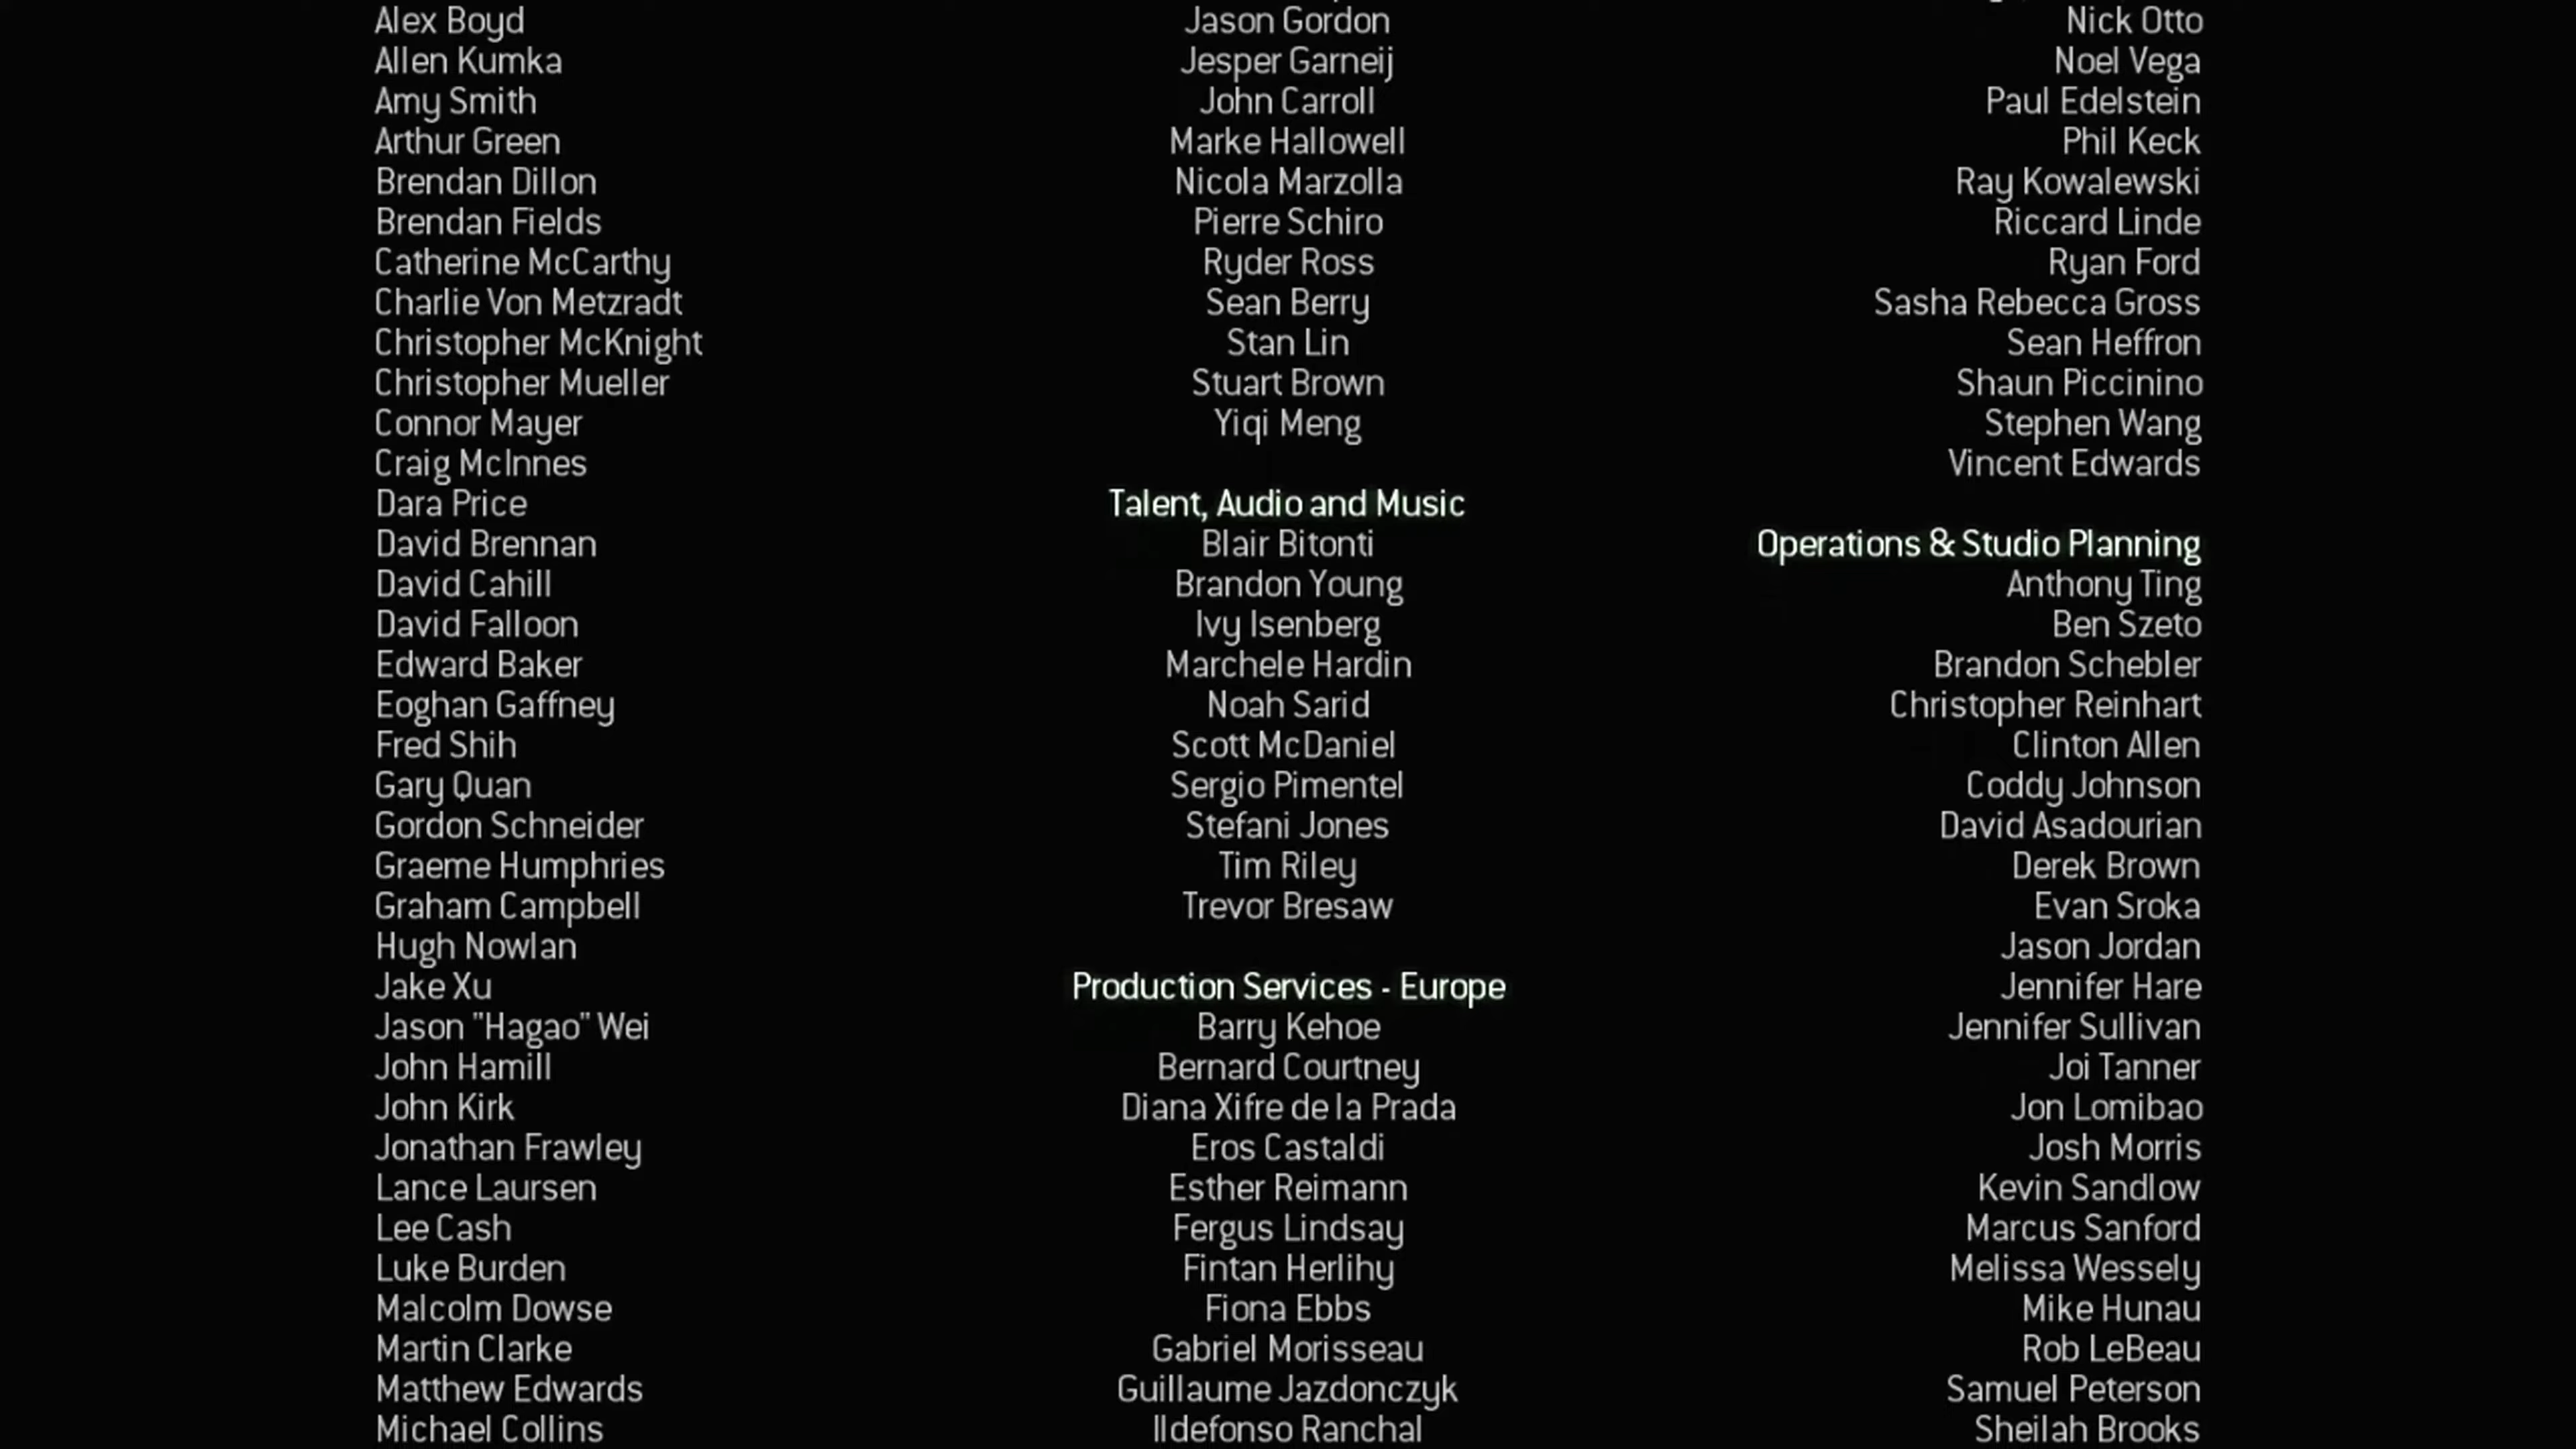 Alex Boyd
Allen Kumka
Amy Smith
Arthur Green
Brendan Dillon
Brendan Fields
Catherine McCarthy
Charlie Von Metzradt
Christopher McKnight
Christopher Mueller
Connor Mayer
Craig McInnes
Dara Price
David Brennan
David Cahill
David Falloon
Edward Baker
Eoghan Gaffney
Fred Shih
Gary Quan
Gordon Schneider
Graeme Humphries
Graham Campbell
Hugh Nowlan
Jake Xu
Jason "Hagao" Wei
John Hamill
John Kirk
Jonathan Frawley
Lance Laursen
Lee Cash
Luke Burden
Malcolm Dowse
Martin Clarke
Matthew Edwards
Michael Collins
Jason Gordon
Jesper Garneij
John Carroll
Marke Hallowell
Nicola Marzolla
Pierre Schiro
Ryder Ross
Sean Berry
Stan Lin
Stuart Brown
Yiqi Meng
Talent, Audio and Music
Blair Bitonti
Brandon Young
Ivy Isenberg
Marchele Hardin
Noah Sarid
Scott McDaniel
Sergio Pimentel
Stefani Jones
Tim Riley
Trevor Bresaw
Production Services - Europe
Barry Kehoe
Bernard Courtney
Diana Xifre de la Prada
Eros Castaldi
Esther Reimann
Fergus Lindsay
Fintan Herlihy
Fiona Ebbs
Gabriel Morisseau
Guillaume Jazdonczyk
Ildefonso Ranchal
Nick Otto
Noel Vega
Paul Edelstein
Phil Keck
Ray Kowalewski
Riccard Linde
Ryan Ford
Sasha Rebecca Gross
Sean Heffron
Shaun Piccinino
Stephen Wang
Vincent Edwards
Operations & Studio Planning
Anthony Ting
Ben Szeto
Brandon Schebler
Christopher Reinhart
Clinton Allen
Coddy Johnson
David Asadourian
Derek Brown
Evan Sroka
Jason Jordan
Jennifer Hare
Jennifer Sullivan
Joi Tanner
Jon Lomibao
Josh Morris
Kevin Sandlow
Marcus Sanford
Melissa Wessely
Mike Hunau
Rob LeBeau
Samuel Peterson
Sheilah Brooks